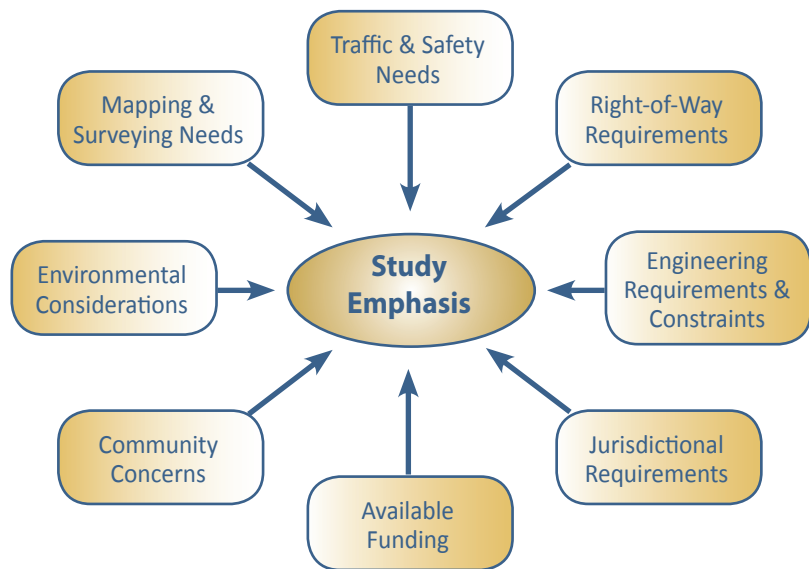 Traffic & Safety
Needs
Mapping &
Surveying Needs
Right-of-Way
Requirements
Environmental
Considerations
Study
Emphasis
Engineering
Requirements &
Constraints
Community
Concerns
Available
Funding
Jurisdictional
Requirements